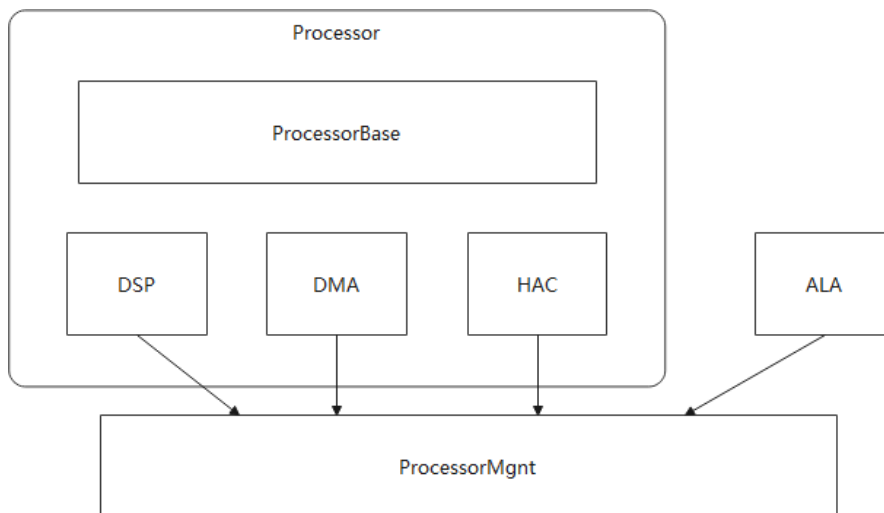 Processor
ProcessorBase
DSP
DMA
HAC
ALA
ProcessorMgnt